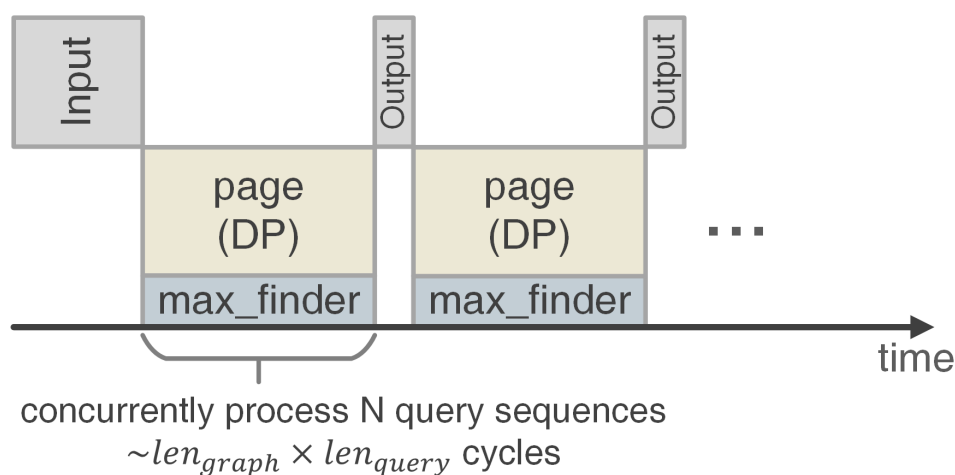 Input
Output
Output
page
(DP)
page
(DP)
...
max_finder
max_finder
time
concurrently process N query sequences
~len_graph × len_query cycles